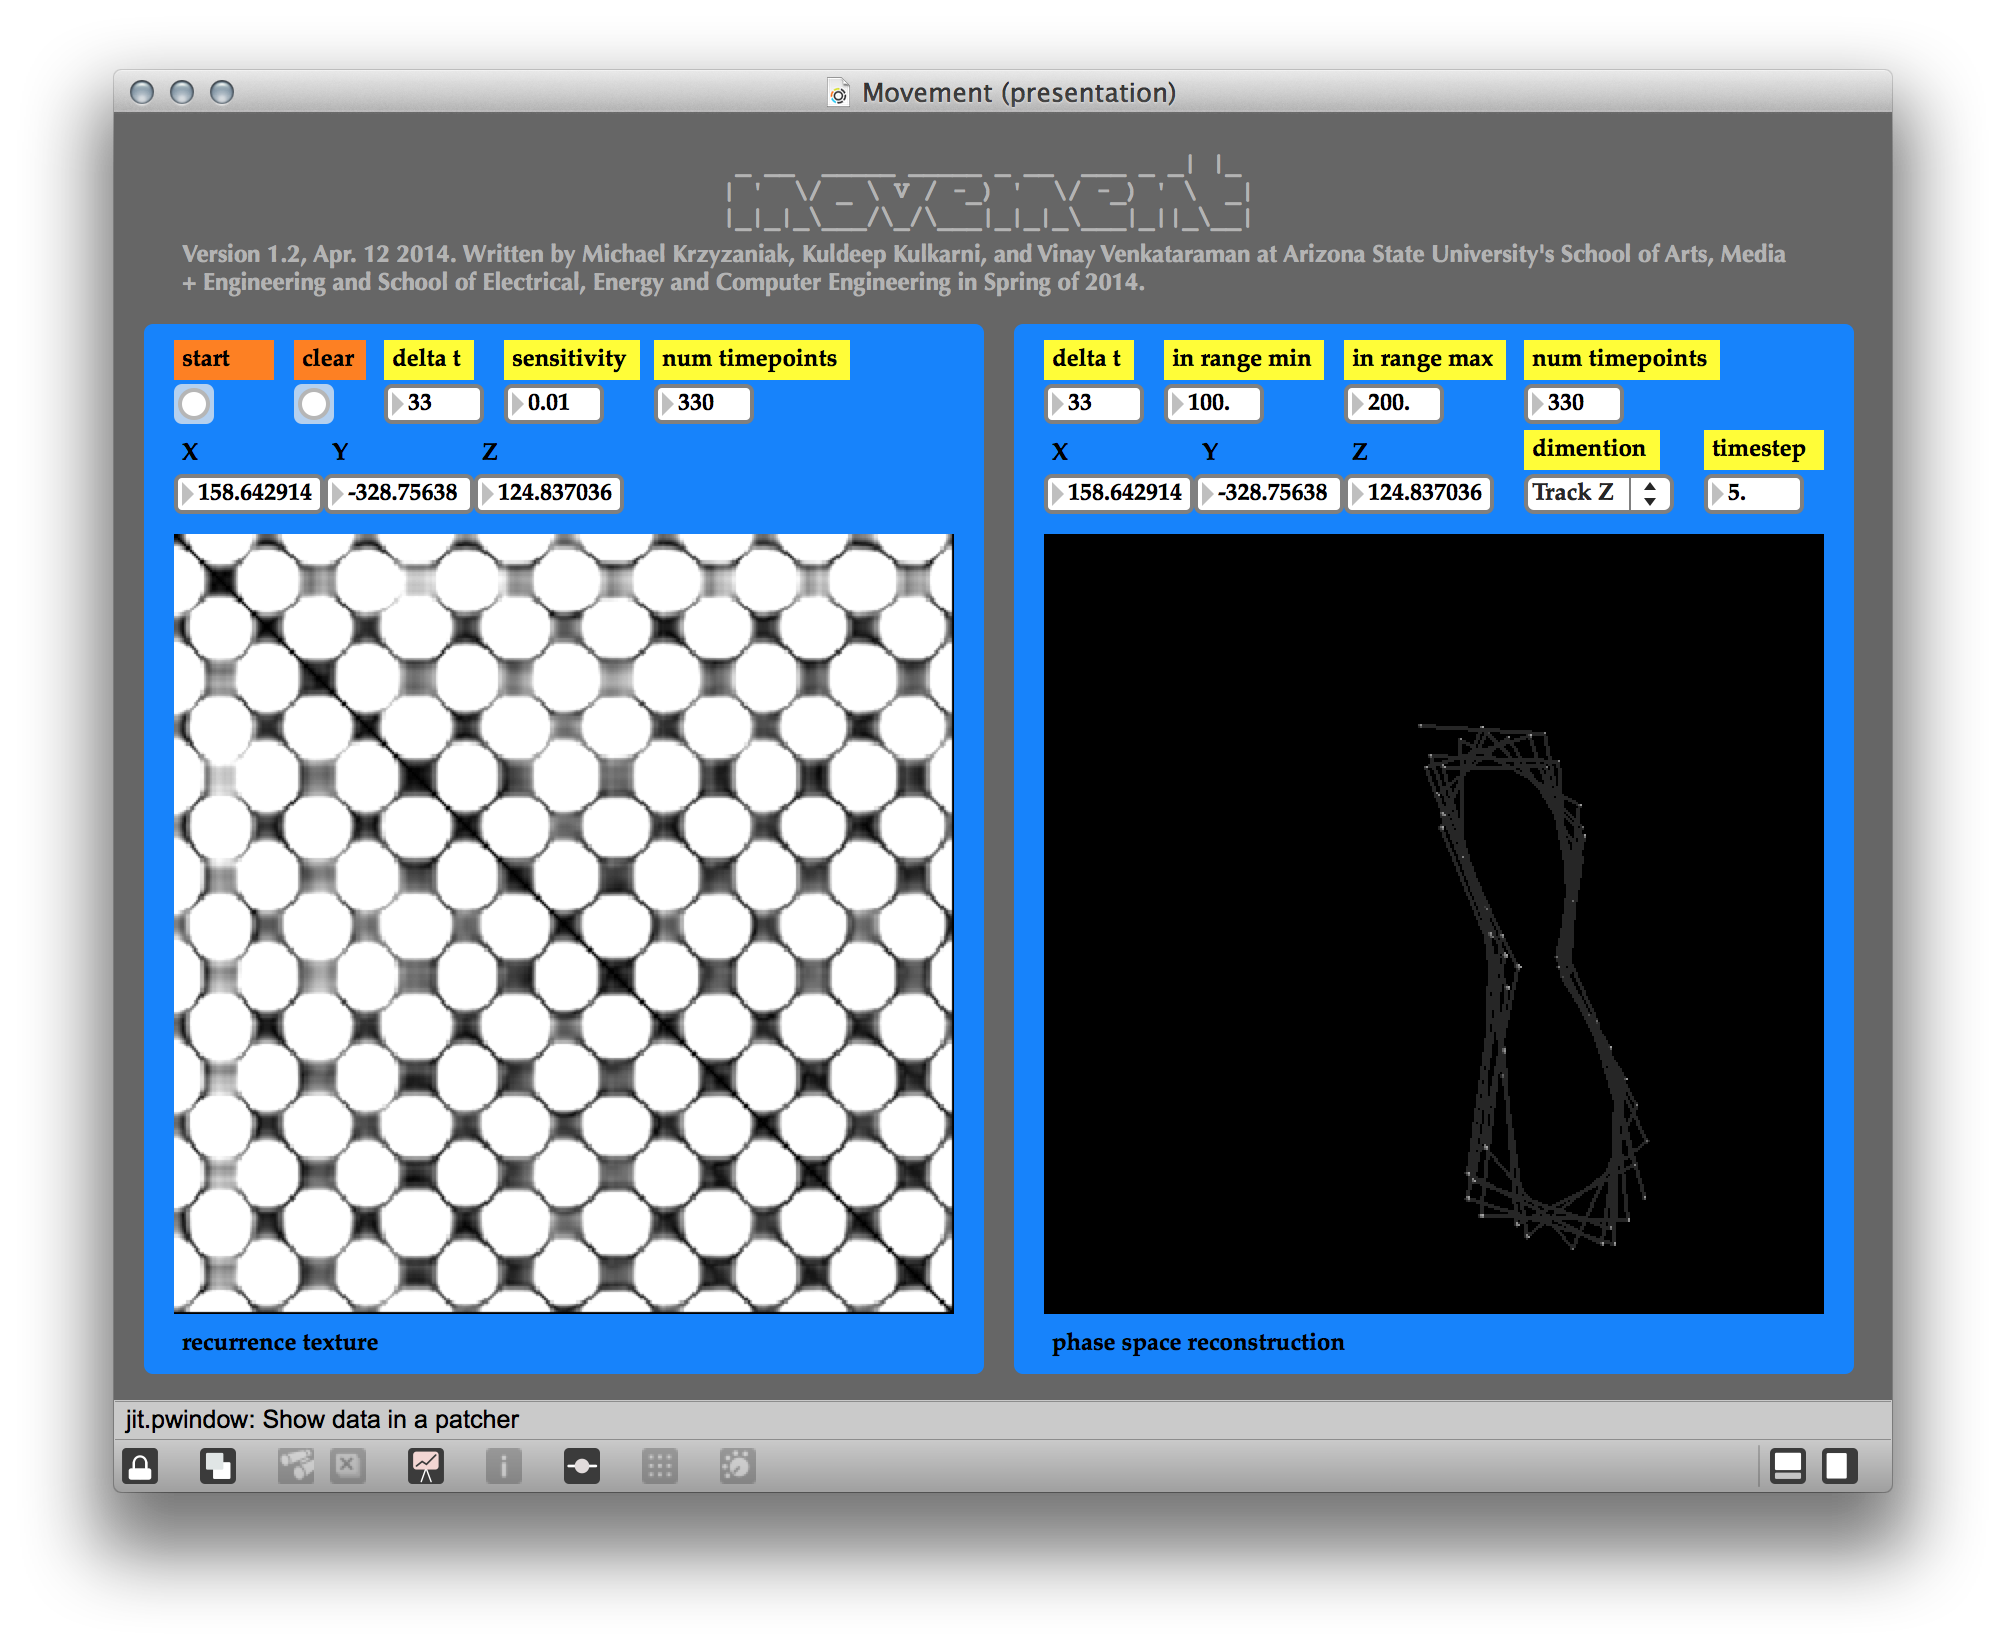 Movement (presentation)
movement
Version 1.2, Apr. 12 2014. Written by Michael Krzyzaniak, Kuldeep Kulkarni, and Vinay Venkataraman at Arizona State University's School of Arts, Media
+ Engineering and School of Electrical, Energy and Computer Engineering in Spring of 2014.
start clear delta t sensitivity num timepoints
33 0.01 330
X Y Z
158.642914 -328.75638 124.837036
recurrence texture
delta t in range min in range max num timepoints
33 100. 200. 330
X Y Z dimention timestep
158.642914 -328.75638 124.837036 Track Z 5.
phase space reconstruction
jit.pwindow: Show data in a patcher